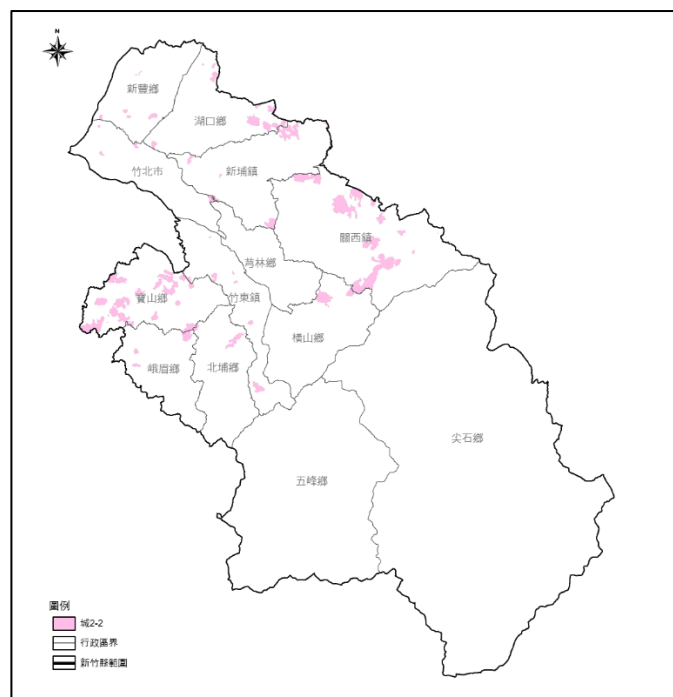 N
新豐鄉
湖口鄉
竹北市
新埔鎮
關西鎮
芎林鄉
寶山鄉
竹東鎮
橫山鄉
峨眉鄉
北埔鄉
尖石鄉
五峰鄉
圖例
城2-2
行政區界
新竹縣範圍